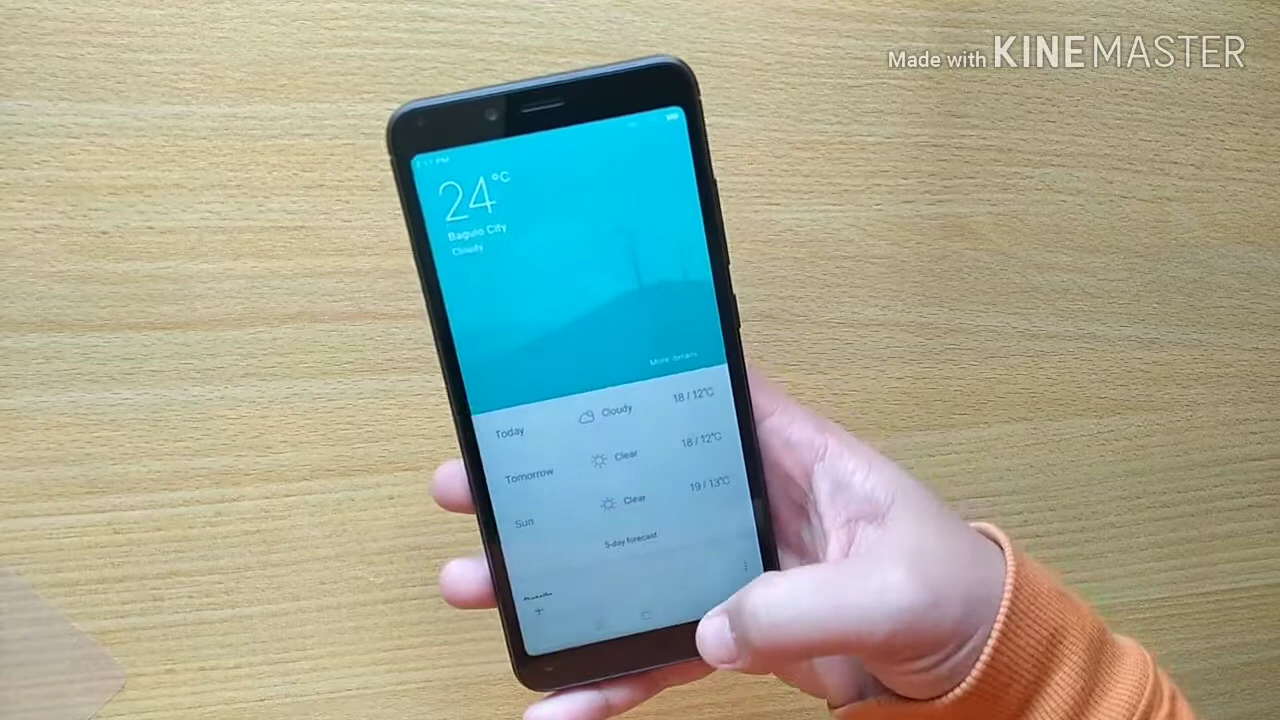 Made with KINEMASTER
24°C
Baguio City
Cloudy
More details
Today Cloudy 18 / 12°C
Tomorrow Clear 18 / 12°C
Sun Clear 19 / 13°C
5-day forecast